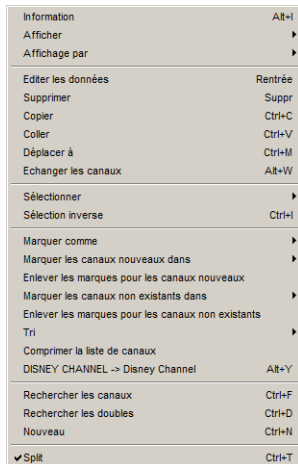 Information Alt+I
Afficher
Affichage par
Editer les données Rentrée
Supprimer Suppr
Copier Ctrl+C
Coller Ctrl+V
Déplacer à Ctrl+M
Echanger les canaux Alt+W
Sélectionner
Sélection inverse Ctrl+I
Marquer comme
Marquer les canaux nouveaux dans
Enlever les marques pour les canaux nouveaux
Marquer les canaux non existants dans
Enlever les marques pour les canaux non existants
Tri
Comprimer la liste de canaux
DISNEY CHANNEL -> Disney Channel Alt+Y
Rechercher les canaux Ctrl+F
Rechercher les doubles Ctrl+D
Nouveau Ctrl+N
Split Ctrl+T